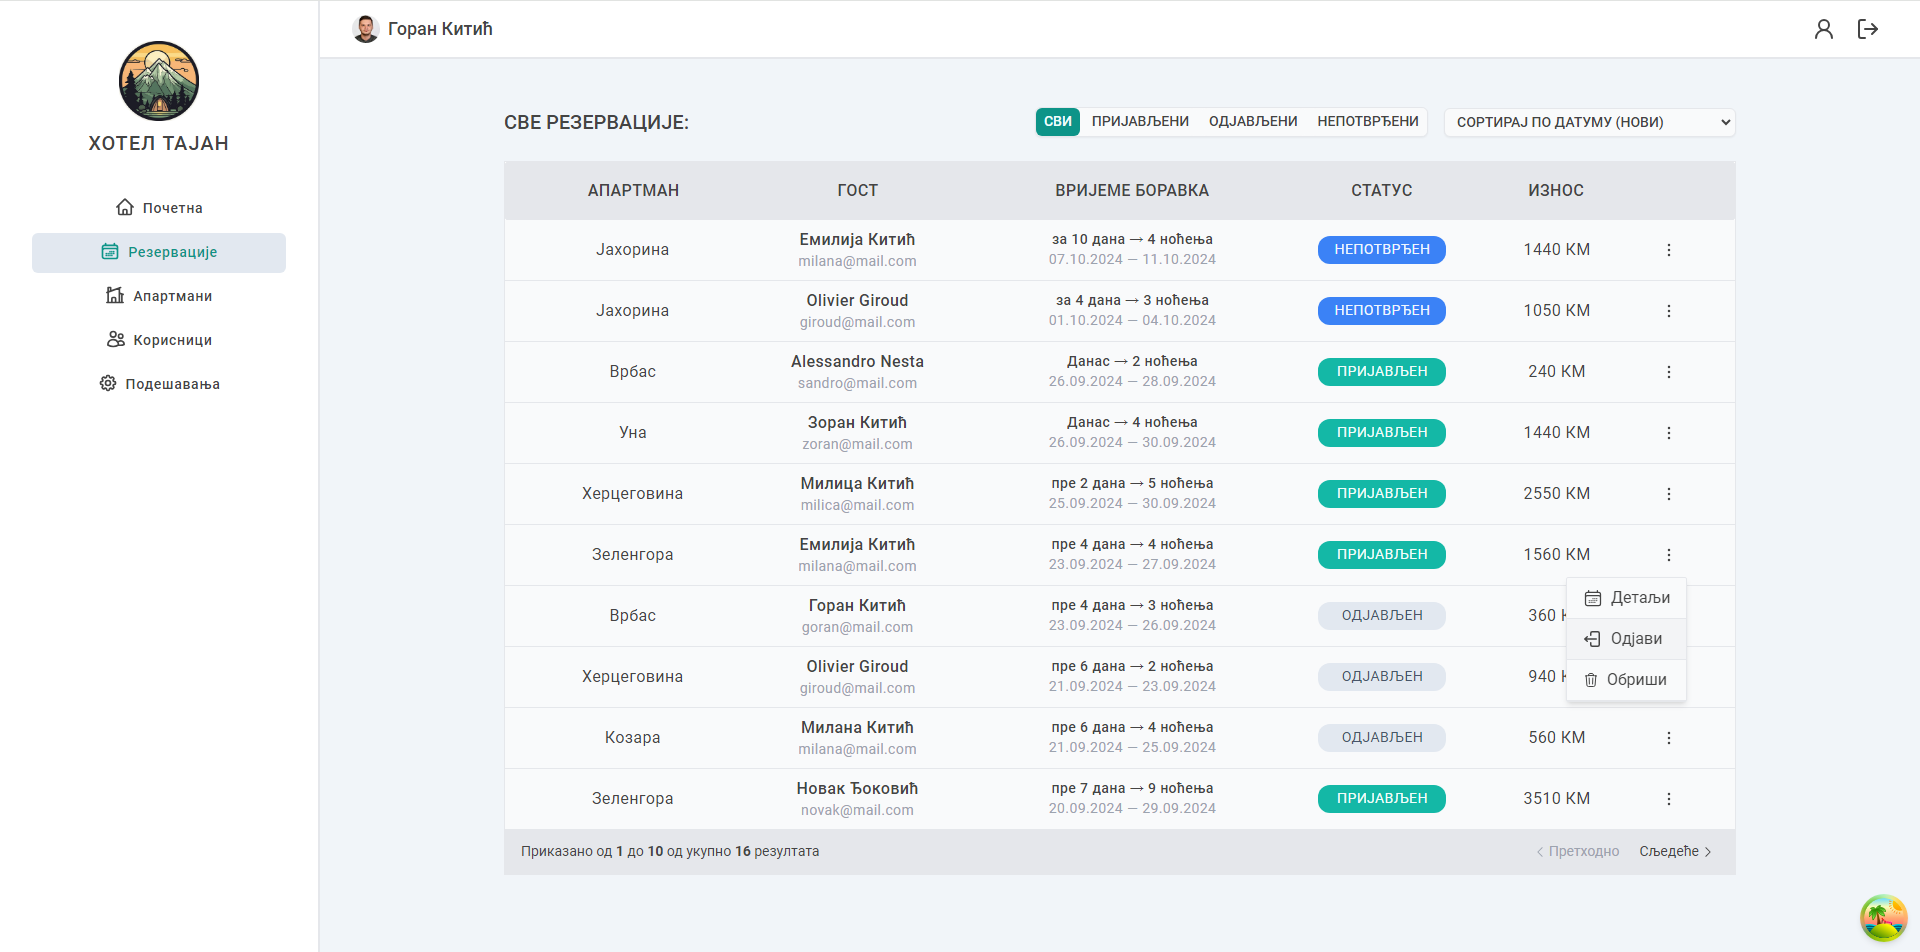 Горан Китић
ХОТЕЛ ТАЈАН
Почетна
Резервације
Апартмани
Корисници
Подешавања
СВЕ РЕЗЕРВАЦИЈЕ:
СВИ ПРИЈАВЉЕНИ ОДЈАВЉЕНИ НЕПОТВРЂЕНИ
СОРТИРАЈ ПО ДАТУМУ (НОВИ)
АПАРТМАН ГОСТ ВРИЈЕМЕ БОРАВКА СТАТУС ИЗНОС
Јахорина Емилија Китић за 10 дана → 4 ноћења НЕПОТВРЂЕН 1440 КМ
milana@mail.com 07.10.2024 — 11.10.2024
Јахорина Olivier Giroud за 4 дана → 3 ноћења НЕПОТВРЂЕН 1050 КМ
giroud@mail.com 01.10.2024 — 04.10.2024
Врбас Alessandro Nesta Данас → 2 ноћења ПРИЈАВЉЕН 240 КМ
sandro@mail.com 26.09.2024 — 28.09.2024
Уна Зоран Китић Данас → 4 ноћења ПРИЈАВЉЕН 1440 КМ
zoran@mail.com 26.09.2024 — 30.09.2024
Херцеговина Милица Китић пре 2 дана → 5 ноћења ПРИЈАВЉЕН 2550 КМ
milica@mail.com 25.09.2024 — 30.09.2024
Зеленгора Емилија Китић пре 4 дана → 4 ноћења ПРИЈАВЉЕН 1560 КМ
milana@mail.com 23.09.2024 — 27.09.2024
Врбас Горан Китић пре 4 дана → 3 ноћења ОДЈАВЉЕН 360
goran@mail.com 23.09.2024 — 26.09.2024
Херцеговина Olivier Giroud пре 6 дана → 2 ноћења ОДЈАВЉЕН 940
giroud@mail.com 21.09.2024 — 23.09.2024
Козара Милана Китић пре 6 дана → 4 ноћења ОДЈАВЉЕН 560 КМ
milana@mail.com 21.09.2024 — 25.09.2024
Зеленгора Новак Ђоковић пре 7 дана → 9 ноћења ПРИЈАВЉЕН 3510 КМ
novak@mail.com 20.09.2024 — 29.09.2024
Детаљи
Одјави
Обриши
Приказано од 1 до 10 од укупно 16 резултата
Претходно Сљедеће